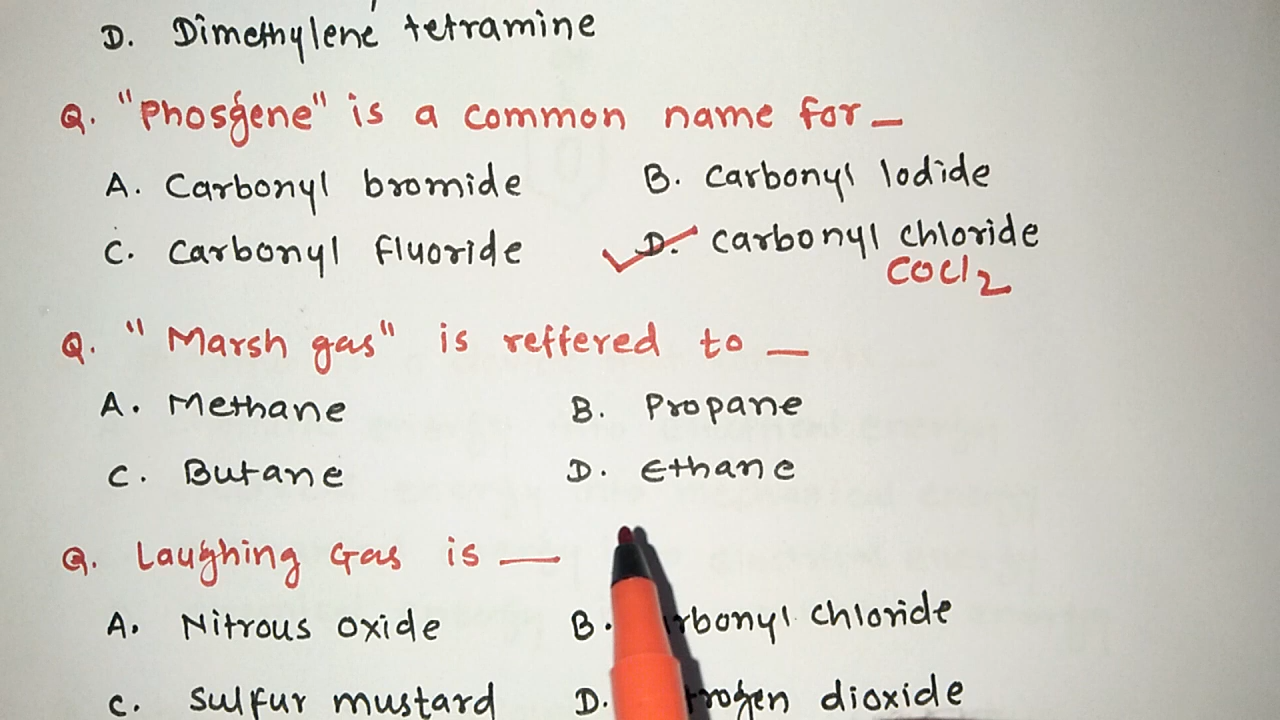 D. Dimethylene tetramine
Q. "Phosgene" is a common name for —
A. Carbonyl bromide B. Carbonyl Iodide
C. Carbonyl Fluoride D. Carbonyl chloride
COCl2
Q. "Marsh gas" is reffered to —
A. Methane B. Propane
C. Butane D. Ethane
Q. Laughing Gas is —
A. Nitrous oxide B. rbonyl chloride
C. Sulfur mustard D. trogen dioxide